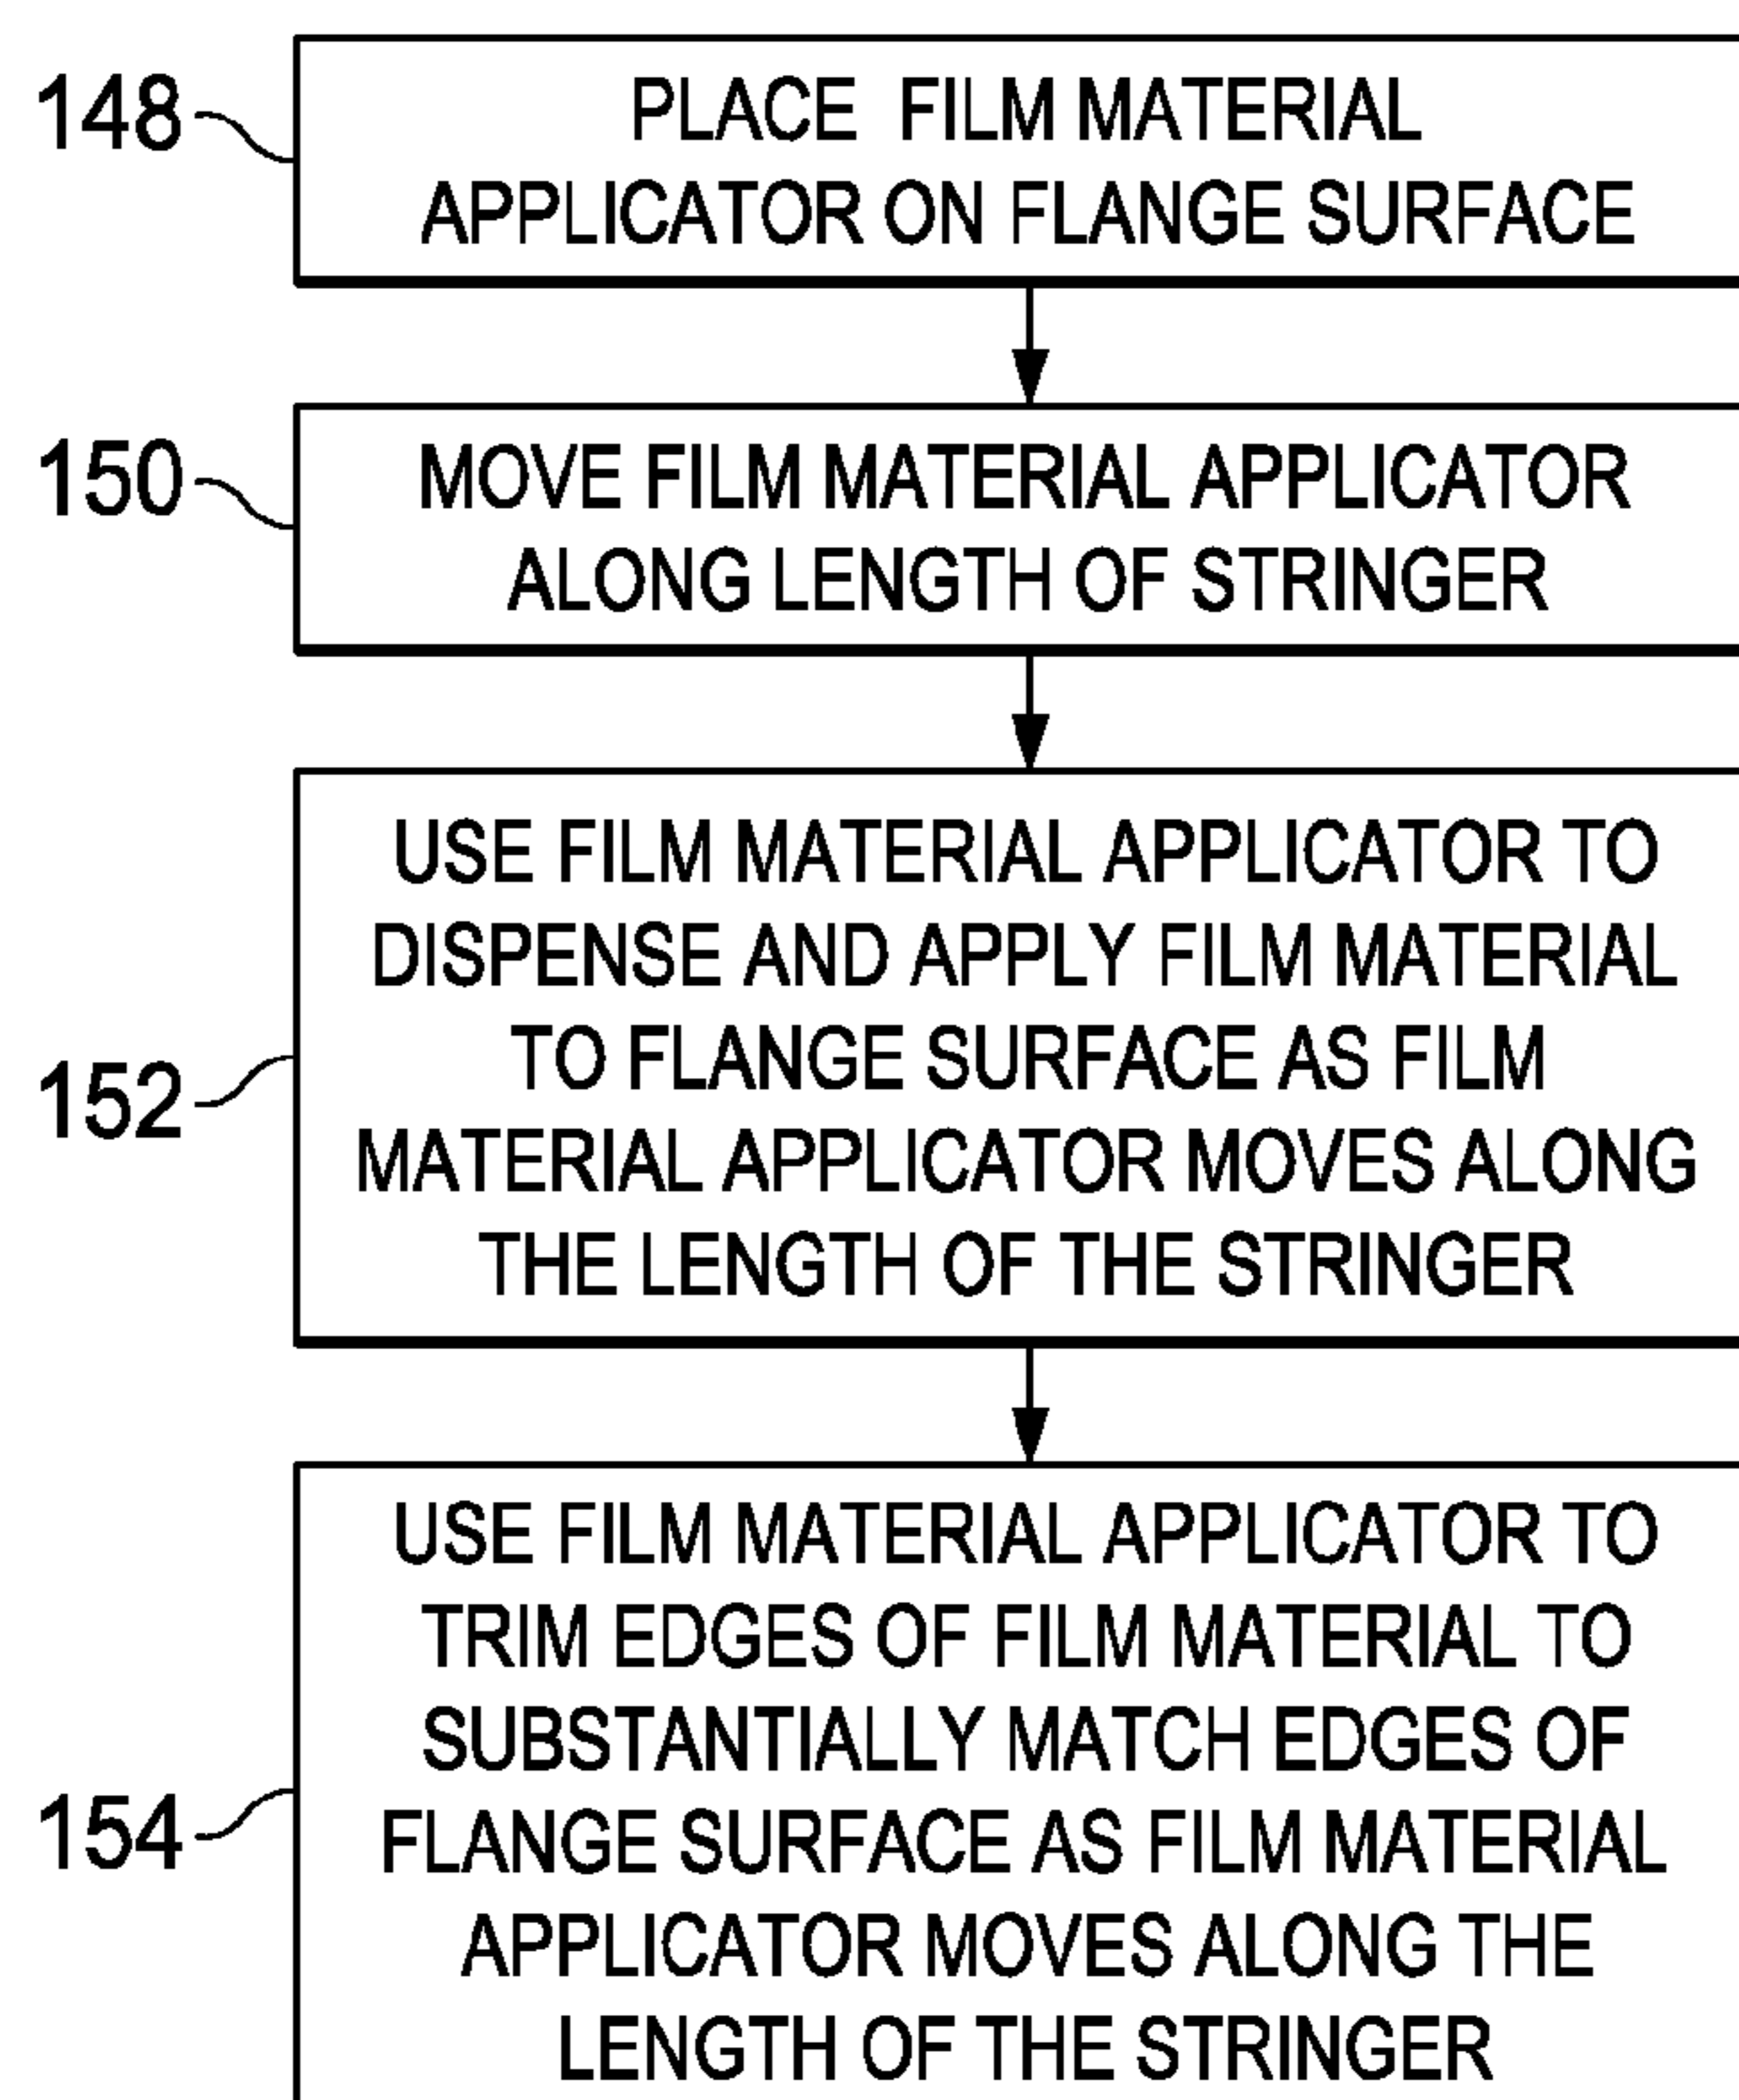 148
PLACE FILM MATERIAL
APPLICATOR ON FLANGE SURFACE
150
MOVE FILM MATERIAL APPLICATOR
ALONG LENGTH OF STRINGER
152
USE FILM MATERIAL APPLICATOR TO
DISPENSE AND APPLY FILM MATERIAL
TO FLANGE SURFACE AS FILM
MATERIAL APPLICATOR MOVES ALONG
THE LENGTH OF THE STRINGER
154
USE FILM MATERIAL APPLICATOR TO
TRIM EDGES OF FILM MATERIAL TO
SUBSTANTIALLY MATCH EDGES OF
FLANGE SURFACE AS FILM MATERIAL
APPLICATOR MOVES ALONG THE
LENGTH OF THE STRINGER